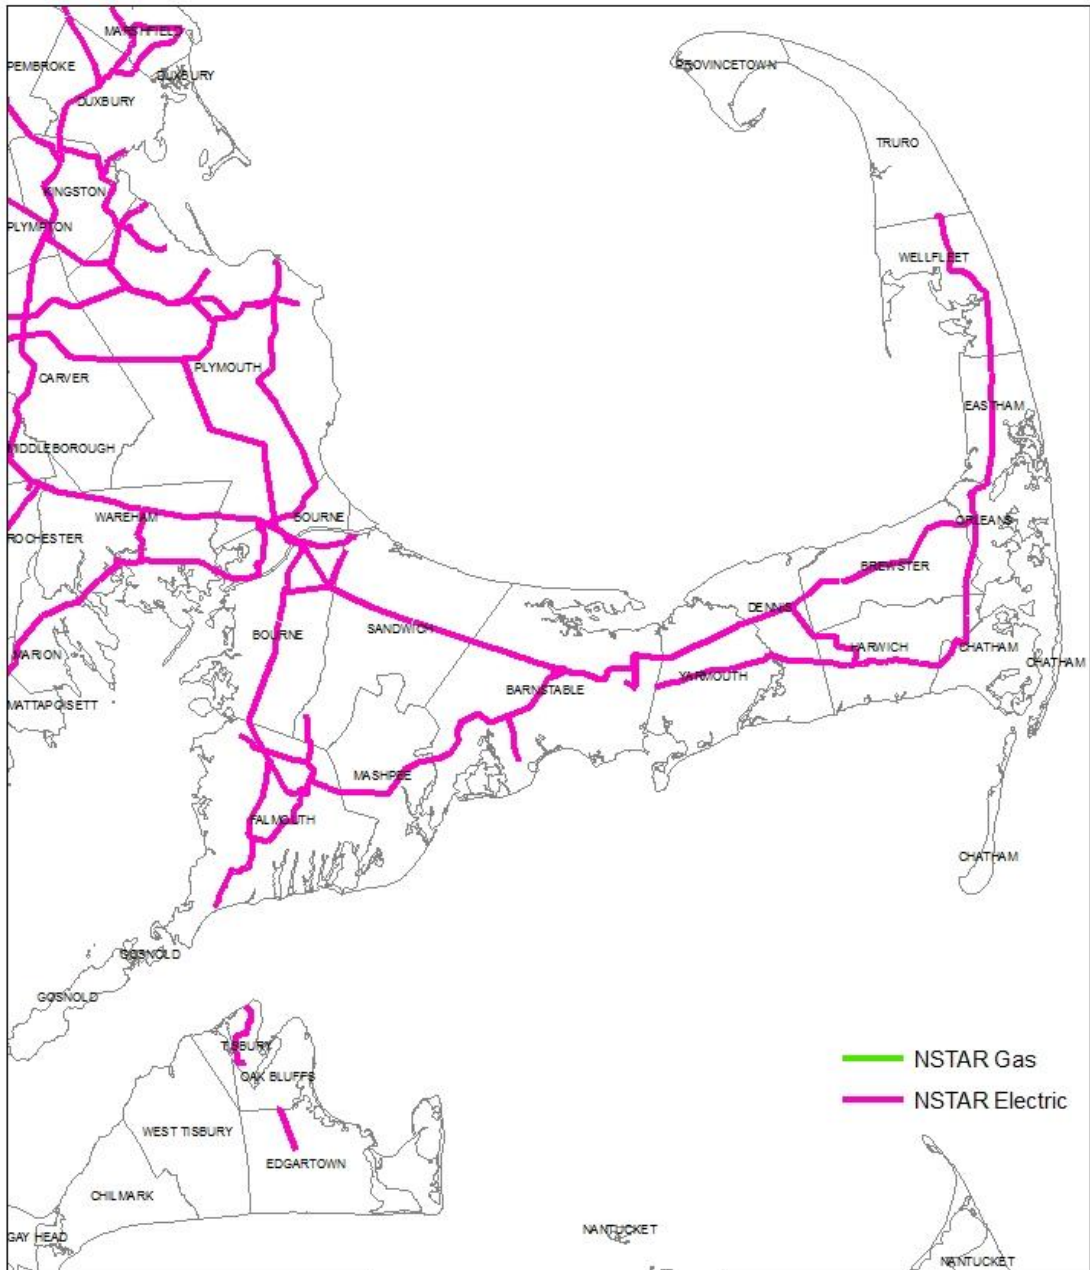 MARSHFIELD
PEMBROKE
DUXBURY
DUXBURY
PROVINCETOWN
TRURO
KINGSTON
PLYMPTON
WELLFLEET
PLYMOUTH
CARVER
EASTHAM
MIDDLEBOROUGH
WAREHAM
BOURNE
ORLEANS
ROCHESTER
BREWSTER
DENNIS
BOURNE
SANDWICH
HARWICH
CHATHAM
MARION
CHATHAM
YARMOUTH
BARNSTABLE
MATTAPOISETT
MASHPEE
FALMOUTH
CHATHAM
GOSNOLD
GOSNOLD
TISBURY
OAK BLUFFS
NSTAR Gas
NSTAR Electric
WEST TISBURY
EDGARTOWN
CHILMARK
NANTUCKET
GAY HEAD
NANTUCKET